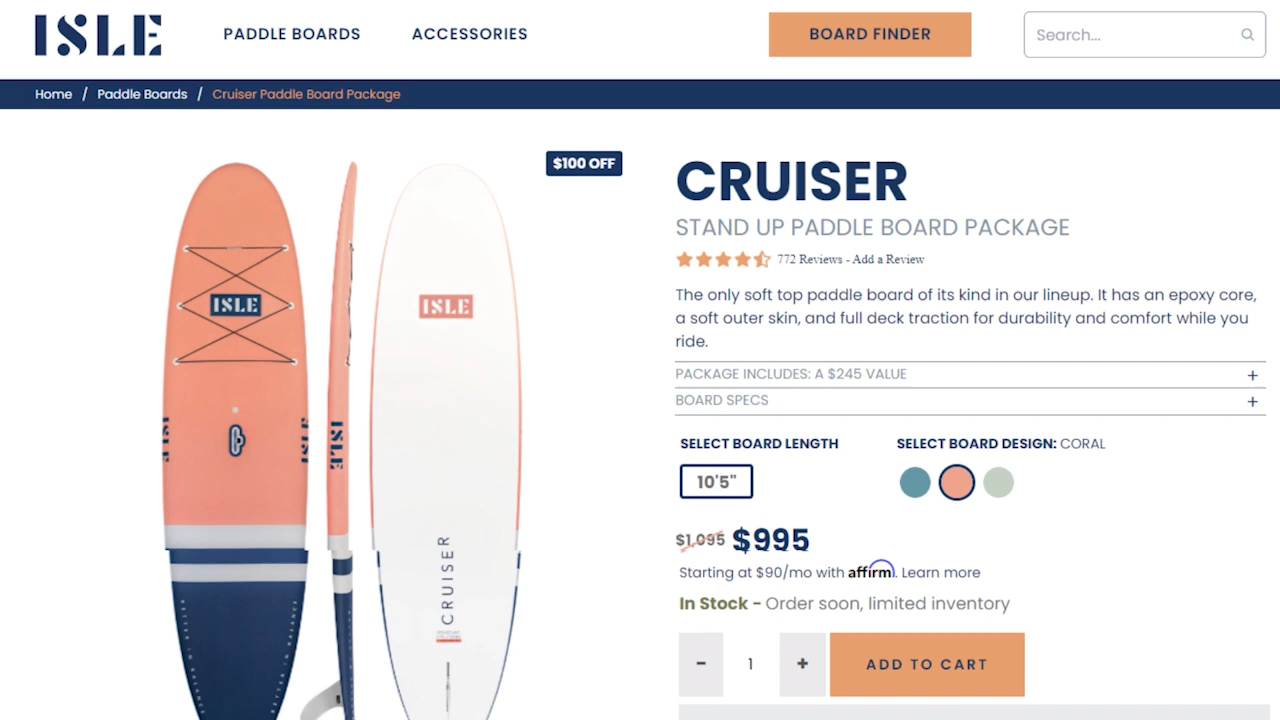 ISLE
PADDLE BOARDS
ACCESSORIES
BOARD FINDER
Search...
Home / Paddle Boards / Cruiser Paddle Board Package
$100 OFF
ISLE
ISLE
ISLE
ISLE
ISLE
CRUISER
CRUISER
STAND UP PADDLE BOARD PACKAGE
772 Reviews - Add a Review
The only soft top paddle board of its kind in our lineup. It has an epoxy core,
a soft outer skin, and full deck traction for durability and comfort while you
ride.
PACKAGE INCLUDES: A $245 VALUE +
BOARD SPECS +
SELECT BOARD LENGTH
10'5"
SELECT BOARD DESIGN: CORAL
$1,095 $995
Starting at $90/mo with affirm. Learn more
In Stock - Order soon, limited inventory
- 1 +
ADD TO CART